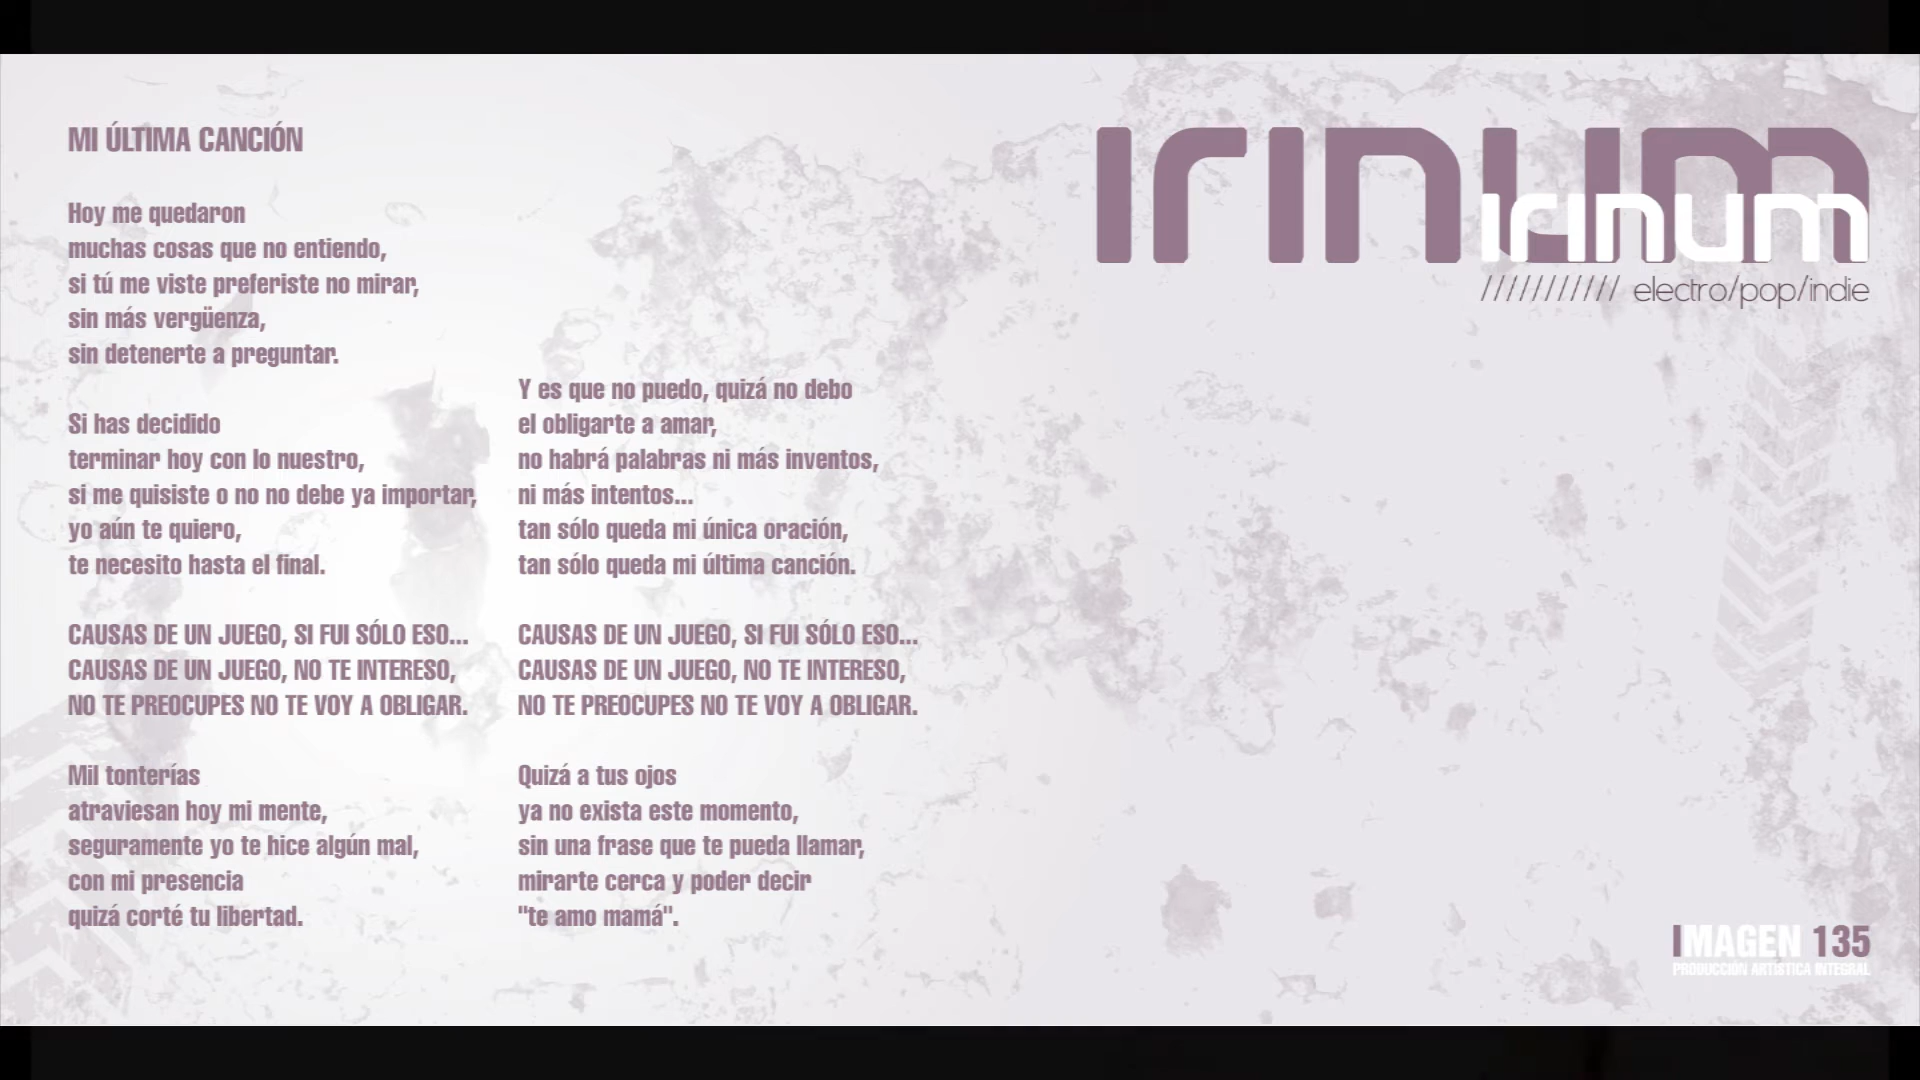 MI ÚLTIMA CANCIÓN
Hoy me quedaron
muchas cosas que no entiendo,
si tú me viste preferiste no mirar,
sin más vergüenza,
sin detenerte a preguntar.
Si has decidido
terminar hoy con lo nuestro,
si me quisiste o no no debe ya importar,
yo aún te quiero,
te necesito hasta el final.
CAUSAS DE UN JUEGO, SI FUI SÓLO ESO...
CAUSAS DE UN JUEGO, NO TE INTERESO,
NO TE PREOCUPES NO TE VOY A OBLIGAR.
Mil tonterías
atraviesan hoy mi mente,
seguramente yo te hice algún mal,
con mi presencia
quizá corté tu libertad.
Y es que no puedo, quizá no debo
el obligarte a amar,
no habrá palabras ni más inventos,
ni más intentos...
tan sólo queda mi única oración,
tan sólo queda mi última canción.
CAUSAS DE UN JUEGO, SI FUI SÓLO ESO...
CAUSAS DE UN JUEGO, NO TE INTERESO,
NO TE PREOCUPES NO TE VOY A OBLIGAR.
Quizá a tus ojos
ya no exista este momento,
sin una frase que te pueda llamar,
mirarte cerca y poder decir
"te amo mamá".
irinum
irinum
/////////// electro/pop/indie
IMAGEN 135
PRODUCCIÓN ARTÍSTICA INTEGRAL